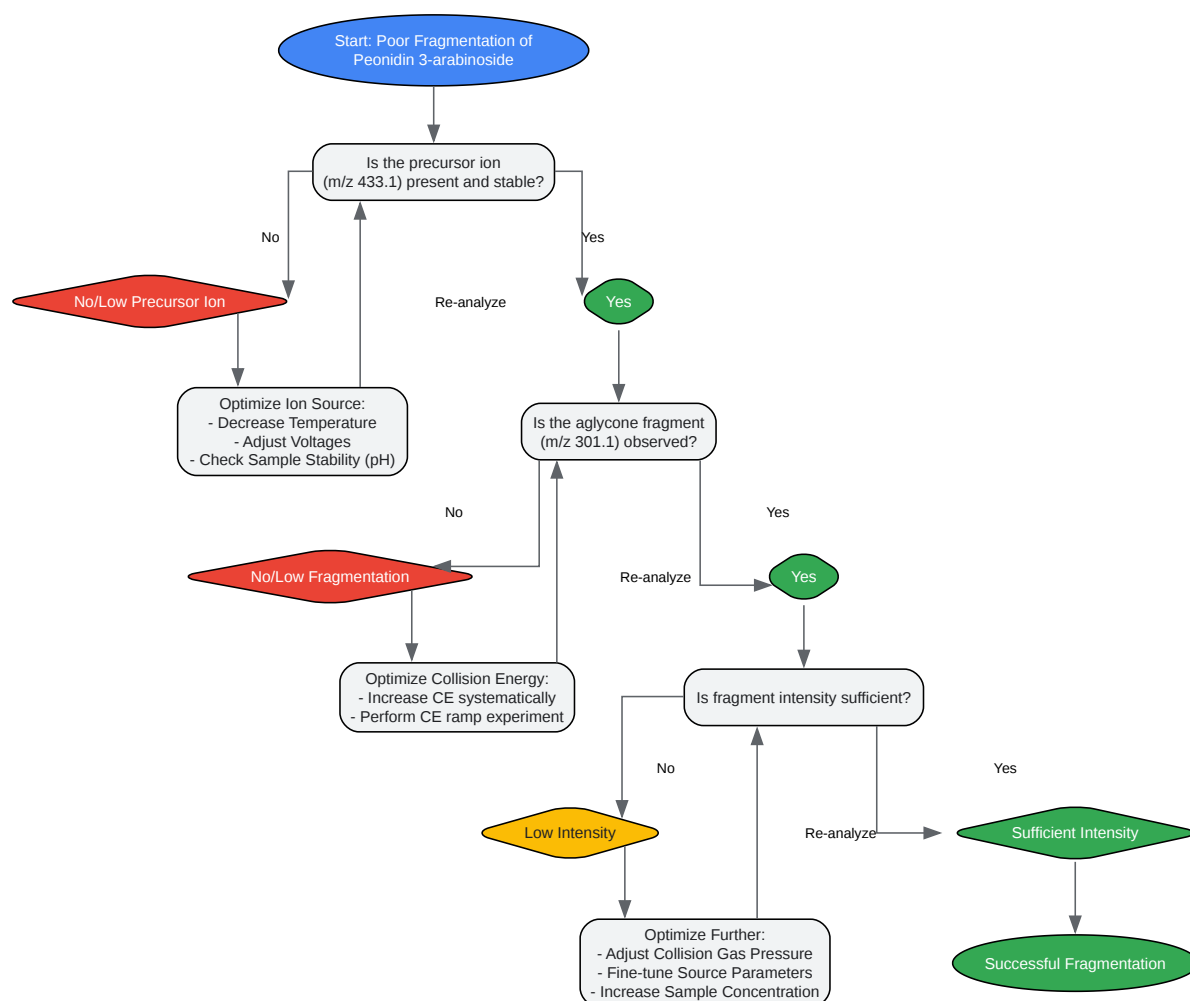 Start: Poor Fragmentation of
Peonidin 3-arabinoside
Is the precursor ion
(m/z 433.1) present and stable?
No
Yes
No/Low Precursor Ion
Re-analyze
Yes
Optimize Ion Source:
- Decrease Temperature
- Adjust Voltages
- Check Sample Stability (pH)
Is the aglycone fragment
(m/z 301.1) observed?
No
Yes
No/Low Fragmentation
Re-analyze
Yes
Optimize Collision Energy:
- Increase CE systematically
- Perform CE ramp experiment
Is fragment intensity sufficient?
No
Yes
Low Intensity
Re-analyze
Sufficient Intensity
Optimize Further:
- Adjust Collision Gas Pressure
- Fine-tune Source Parameters
- Increase Sample Concentration
Successful Fragmentation